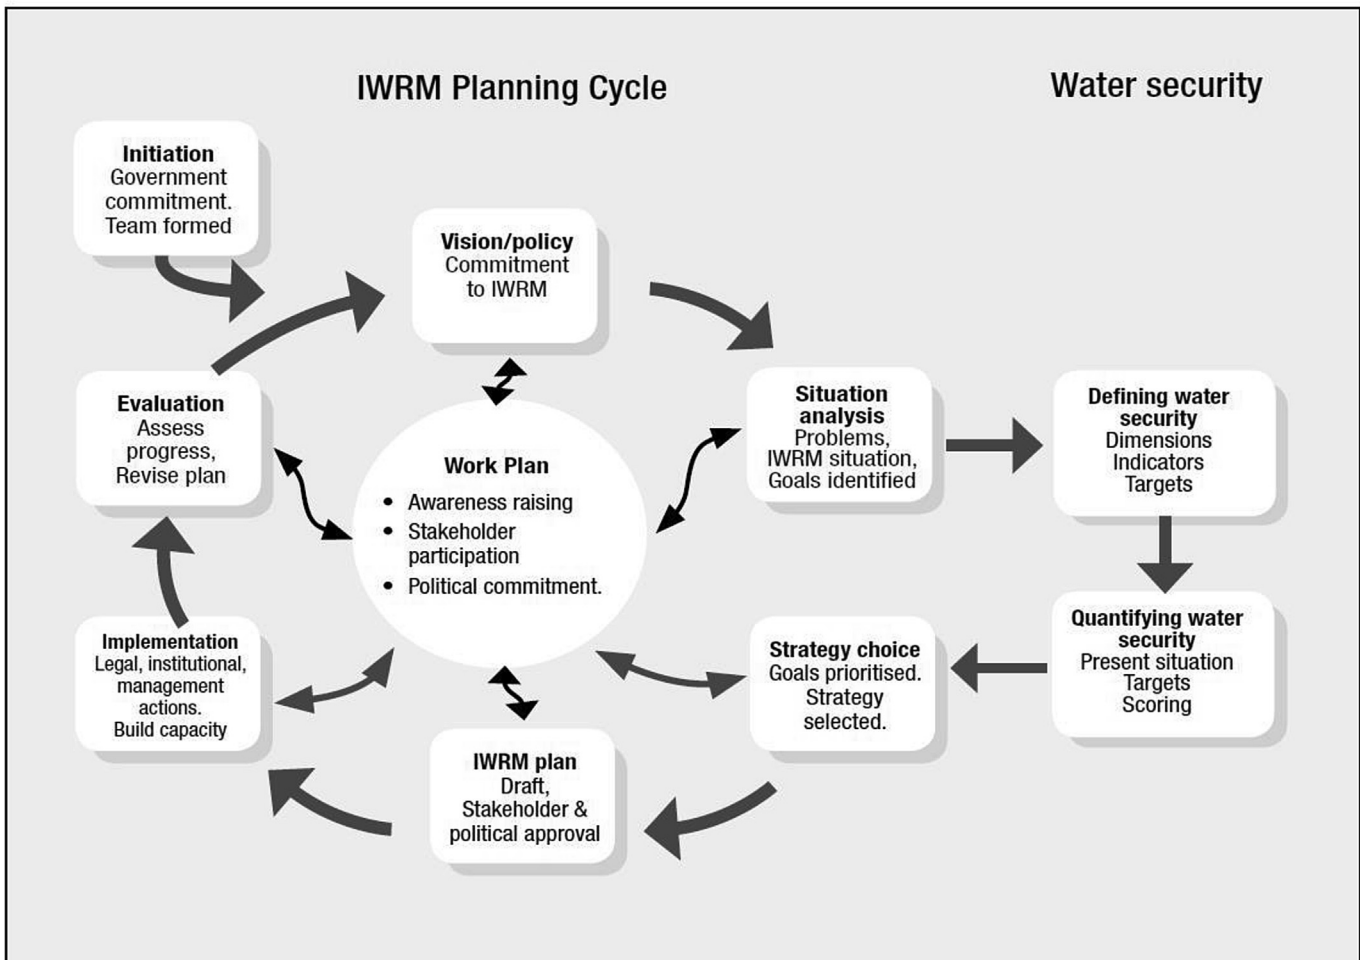 IWRM Planning Cycle
Water security
Initiation
Government
commitment.
Team formed
Vision/policy
Commitment
to IWRM
Situation
analysis
Problems,
IWRM situation,
Goals identified
Defining water
security
Dimensions
Indicators
Targets
Evaluation
Assess
progress,
Revise plan
Work Plan
• Awareness raising
• Stakeholder
participation
• Political commitment.
Implementation
Legal, institutional,
management
actions.
Build capacity
Strategy choice
Goals prioritised.
Strategy
selected.
Quantifying water
security
Present situation
Targets
Scoring
IWRM plan
Draft,
Stakeholder &
political approval